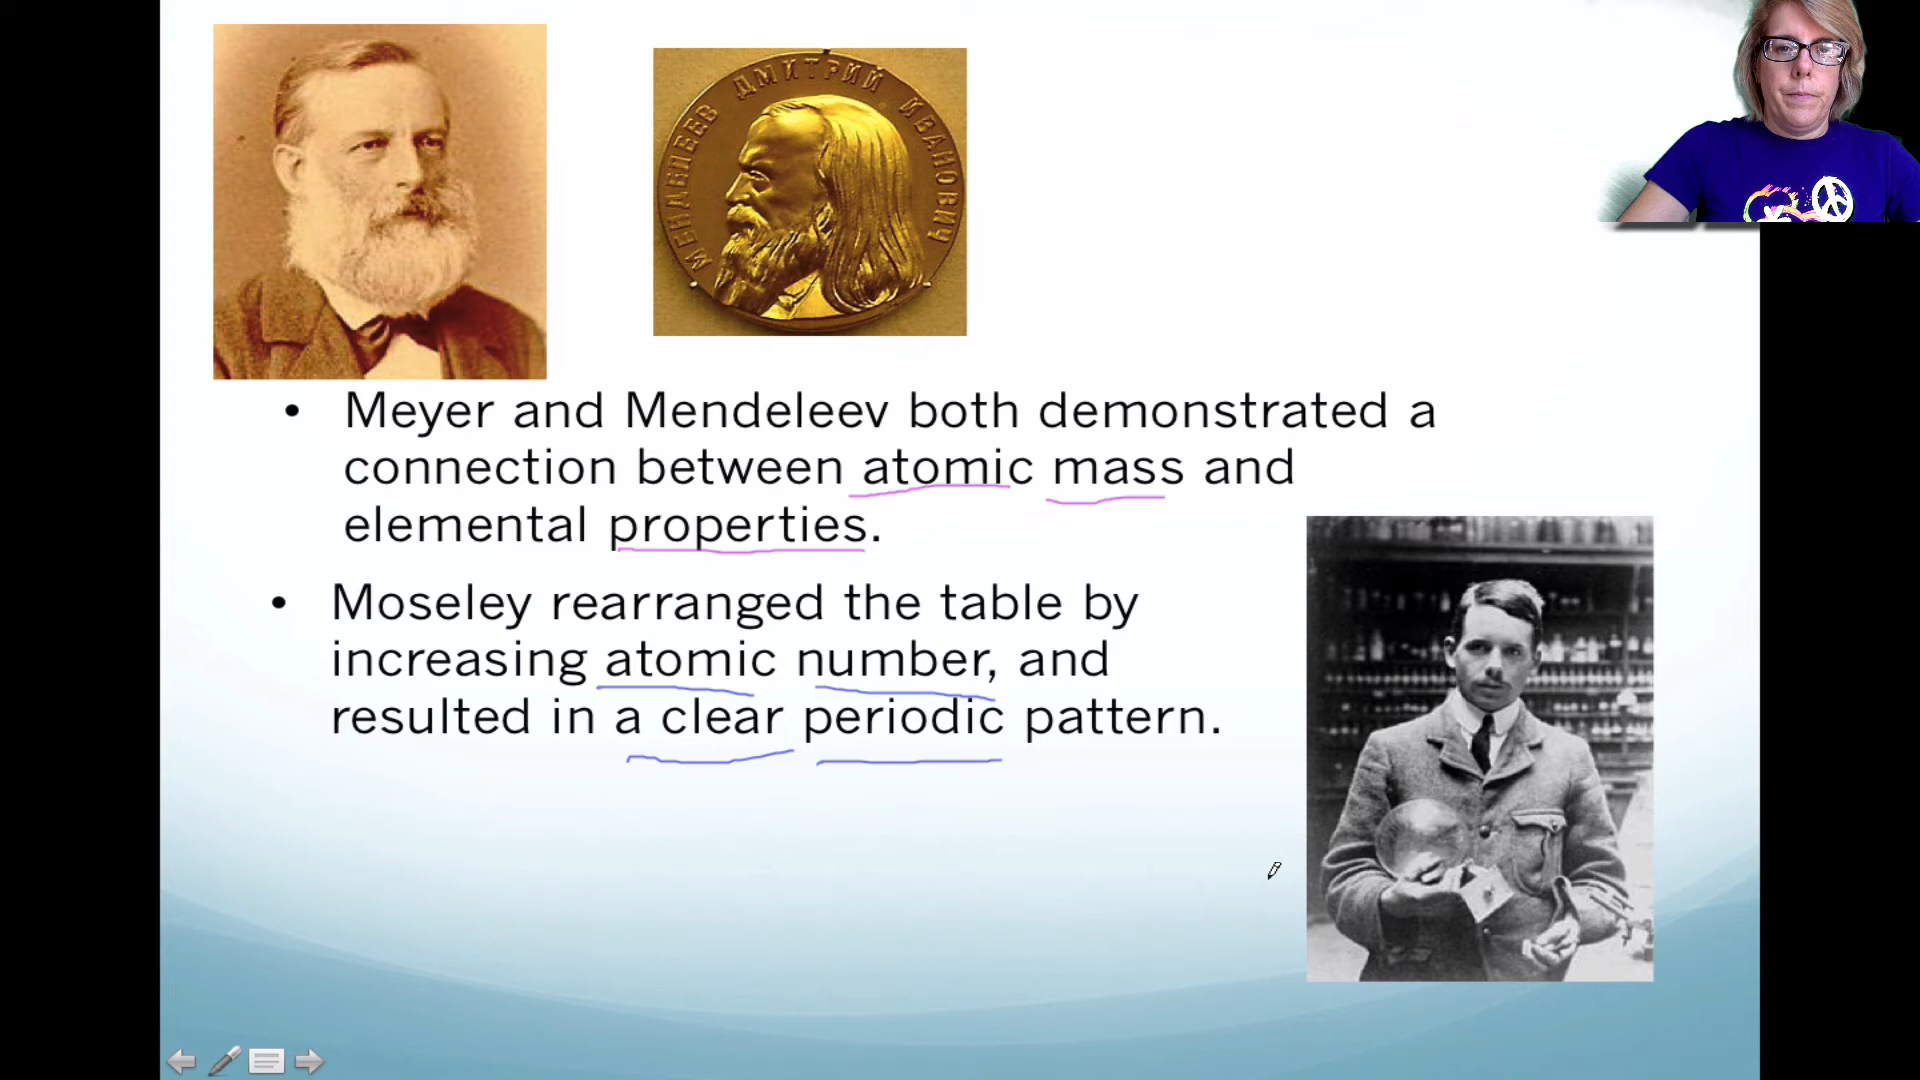 МЕНДЕЛЕЕВ ДМИТРИЙ ИВАНОВИЧ
• Meyer and Mendeleev both demonstrated a
connection between atomic mass and
elemental properties.
• Moseley rearranged the table by
increasing atomic number, and
resulted in a clear periodic pattern.